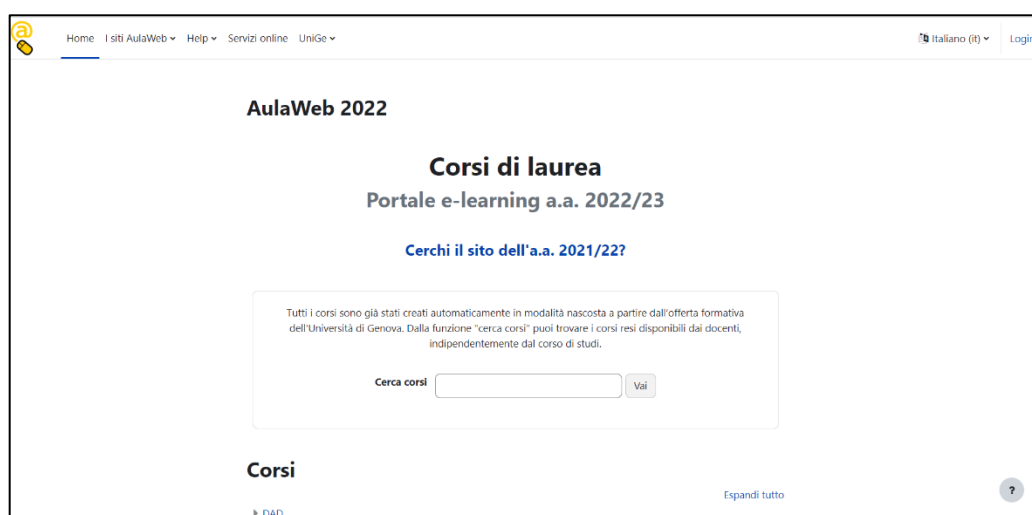 Home I siti AulaWeb Help Servizi online UniGe Italiano (it) Login
AulaWeb 2022
Corsi di laurea
Portale e-learning a.a. 2022/23
Cerchi il sito dell'a.a. 2021/22?
Tutti i corsi sono già stati creati automaticamente in modalità nascosta a partire dall'offerta formativa
dell'Università di Genova. Dalla funzione "cerca corsi" puoi trovare i corsi resi disponibili dai docenti,
indipendentemente dal corso di studi.
Cerca corsi Vai
Corsi
Espandi tutto
?
DAD